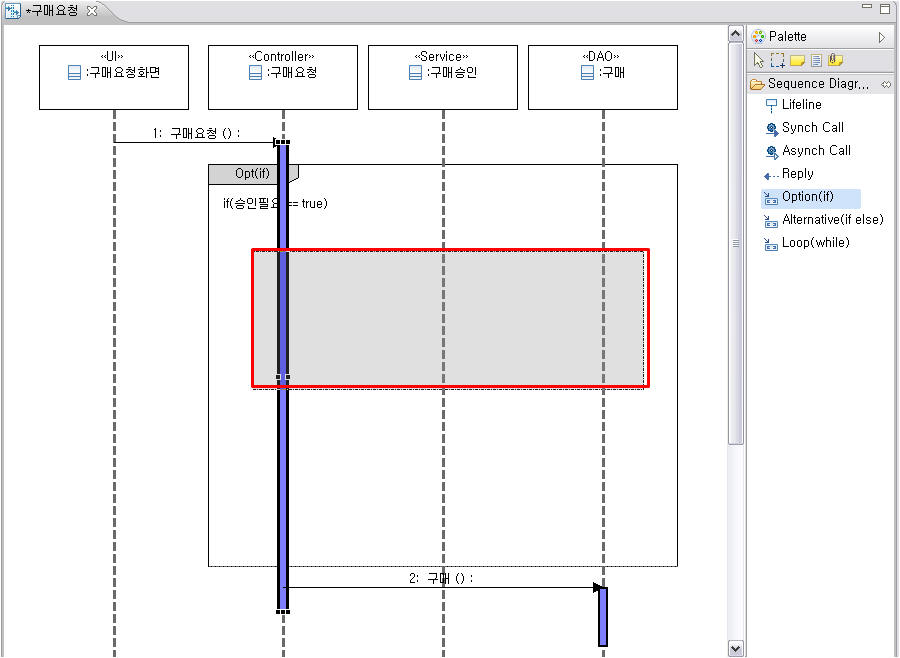 *구매요청
«UI»
:구매요청화면
«Controller»
:구매요청
«Service»
:구매승인
«DAO»
:구매
1: 구매요청 () :
Opt(if)
if(승인필요 == true)
2: 구매 () :
Palette
Sequence Diagr...
Lifeline
Synch Call
Asynch Call
Reply
Option(if)
Alternative(if else)
Loop(while)